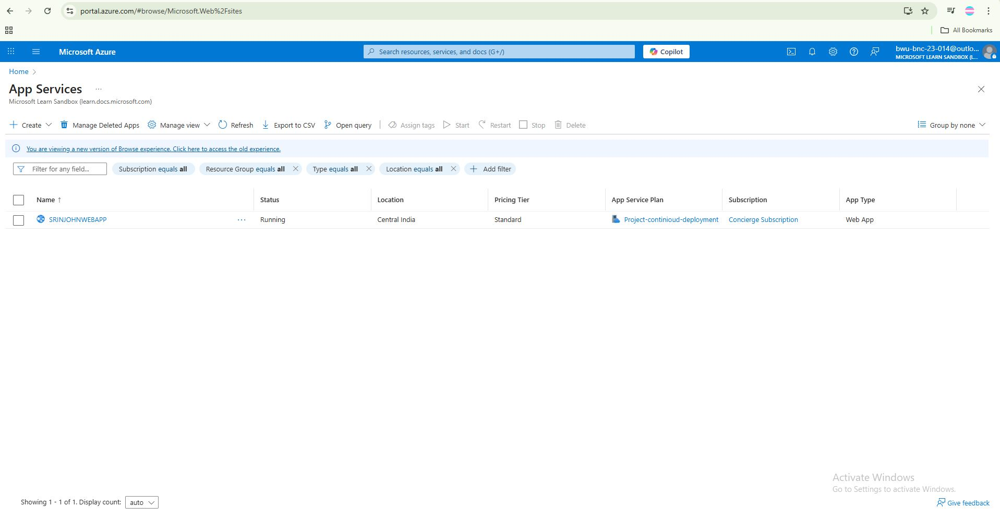 portal.azure.com/#browse/Microsoft.Web%2Fsites
All Bookmarks
Microsoft Azure
Search resources, services, and docs (G+/)
Copilot
bwu-bnc-23-014@outlo...
MICROSOFT LEARN SANDBOX (L...
Home
App Services ...
Microsoft Learn Sandbox (learn.docs.microsoft.com)
Create Manage Deleted Apps Manage view Refresh Export to CSV Open query Assign tags Start Restart Stop Delete Group by none
You are viewing a new version of Browse experience. Click here to access the old experience.
Filter for any field... Subscription equals all Resource Group equals all Type equals all Location equals all Add filter
Name ↑ Status Location Pricing Tier App Service Plan Subscription App Type
SRINJOHNWEBAPP ... Running Central India Standard Project-continioud-deployment Concierge Subscription Web App
Activate Windows
Go to Settings to activate Windows.
Showing 1 - 1 of 1. Display count: auto
Give feedback